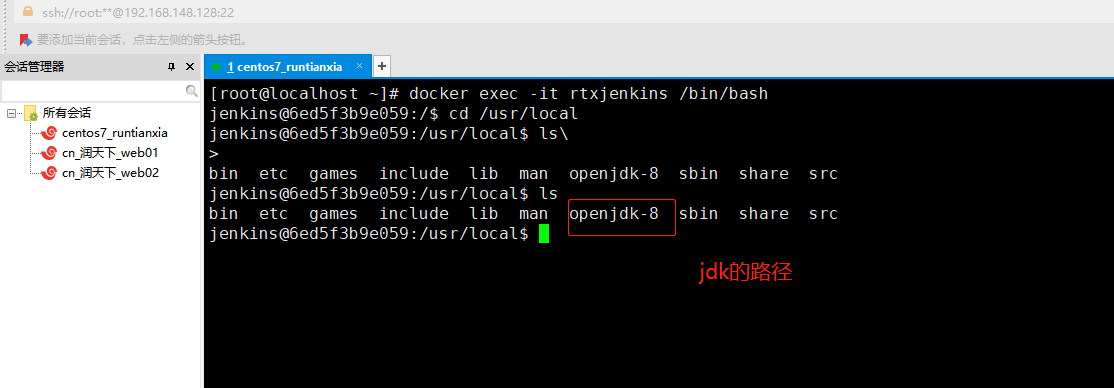 ssh://root:**@192.168.148.128:22
要添加当前会话，点击左侧的箭头按钮。
会话管理器
1 centos7_runtianxia
所有会话
centos7_runtianxia
cn_润天下_web01
cn_润天下_web02
[root@localhost ~]# docker exec -it rtxjenkins /bin/bash
jenkins@6ed5f3b9e059:/$ cd /usr/local
jenkins@6ed5f3b9e059:/usr/local$ ls\
>
bin  etc  games  include  lib  man  openjdk-8  sbin  share  src
jenkins@6ed5f3b9e059:/usr/local$ ls
bin  etc  games  include  lib  man  openjdk-8  sbin  share  src
jenkins@6ed5f3b9e059:/usr/local$
jdk的路径